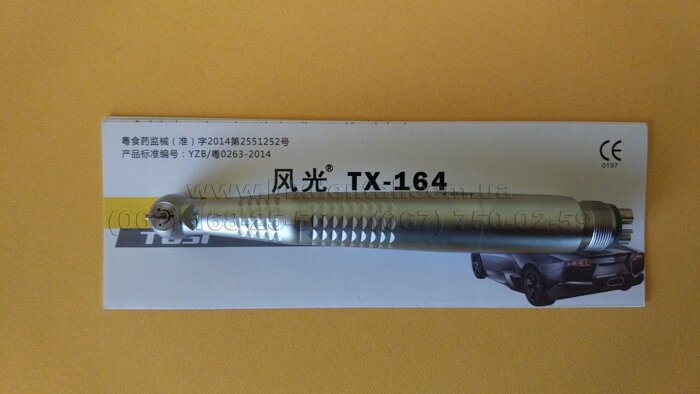 粤食药监械（准）字2014第2551252号
产品标准编号：YZB/粤0263-2014
风光® TX-164
CE
0197
Tosi